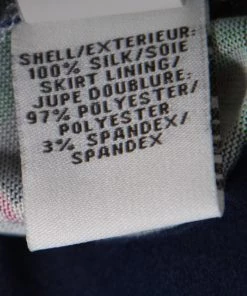 SHELL/EXTERIEUR:
100% SILK/SOIE
SKIRT LINING/
JUPE DOUBLURE:
97% POLYESTER/
POLYESTER
3% SPANDEX/
SPANDEX